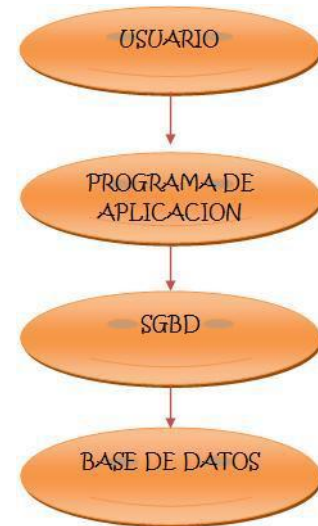 USUARIO
PROGRAMA DE
APLICACION
SGBD
BASE DE DATOS